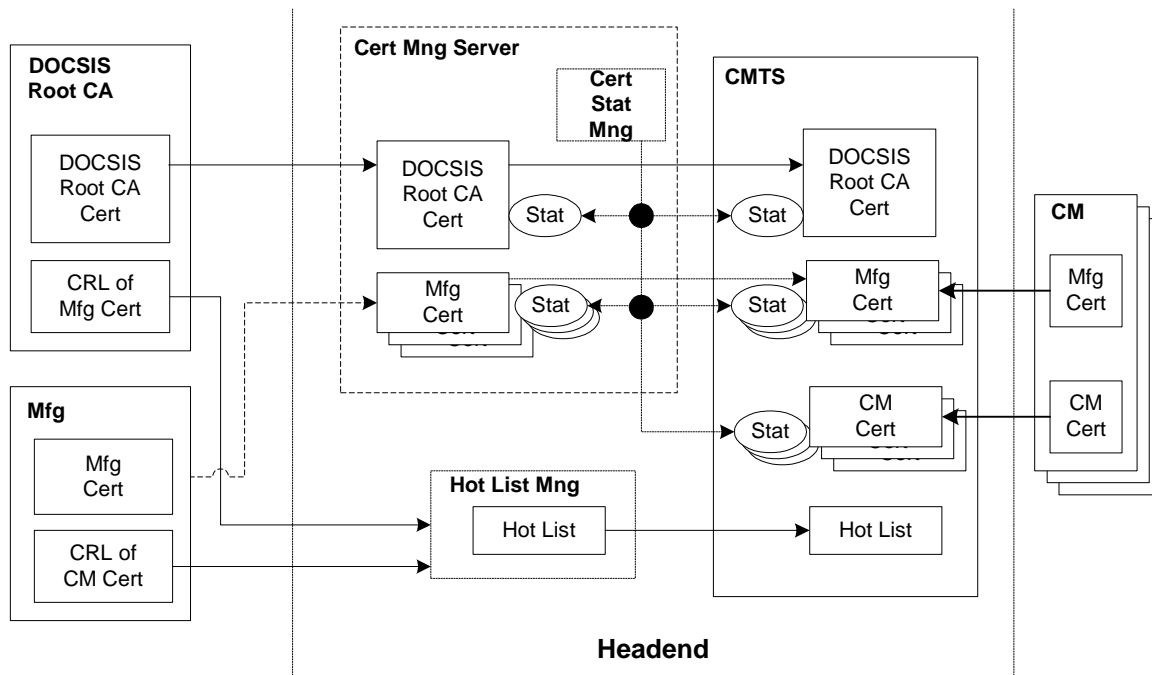 DOCSIS
Root CA
DOCSIS
Root CA
Cert
CRL of
Mfg Cert
Mfg
Mfg
Cert
CRL of
CM Cert
Cert Mng Server
Cert
Stat
Mng
DOCSIS
Root CA
Cert
Stat
Mfg
Cert
Stat
Hot List Mng
Hot List
CMTS
DOCSIS
Root CA
Cert
Stat
Mfg
Cert
Stat
CM
Cert
Stat
Hot List
CM
Mfg
Cert
CM
Cert
Headend